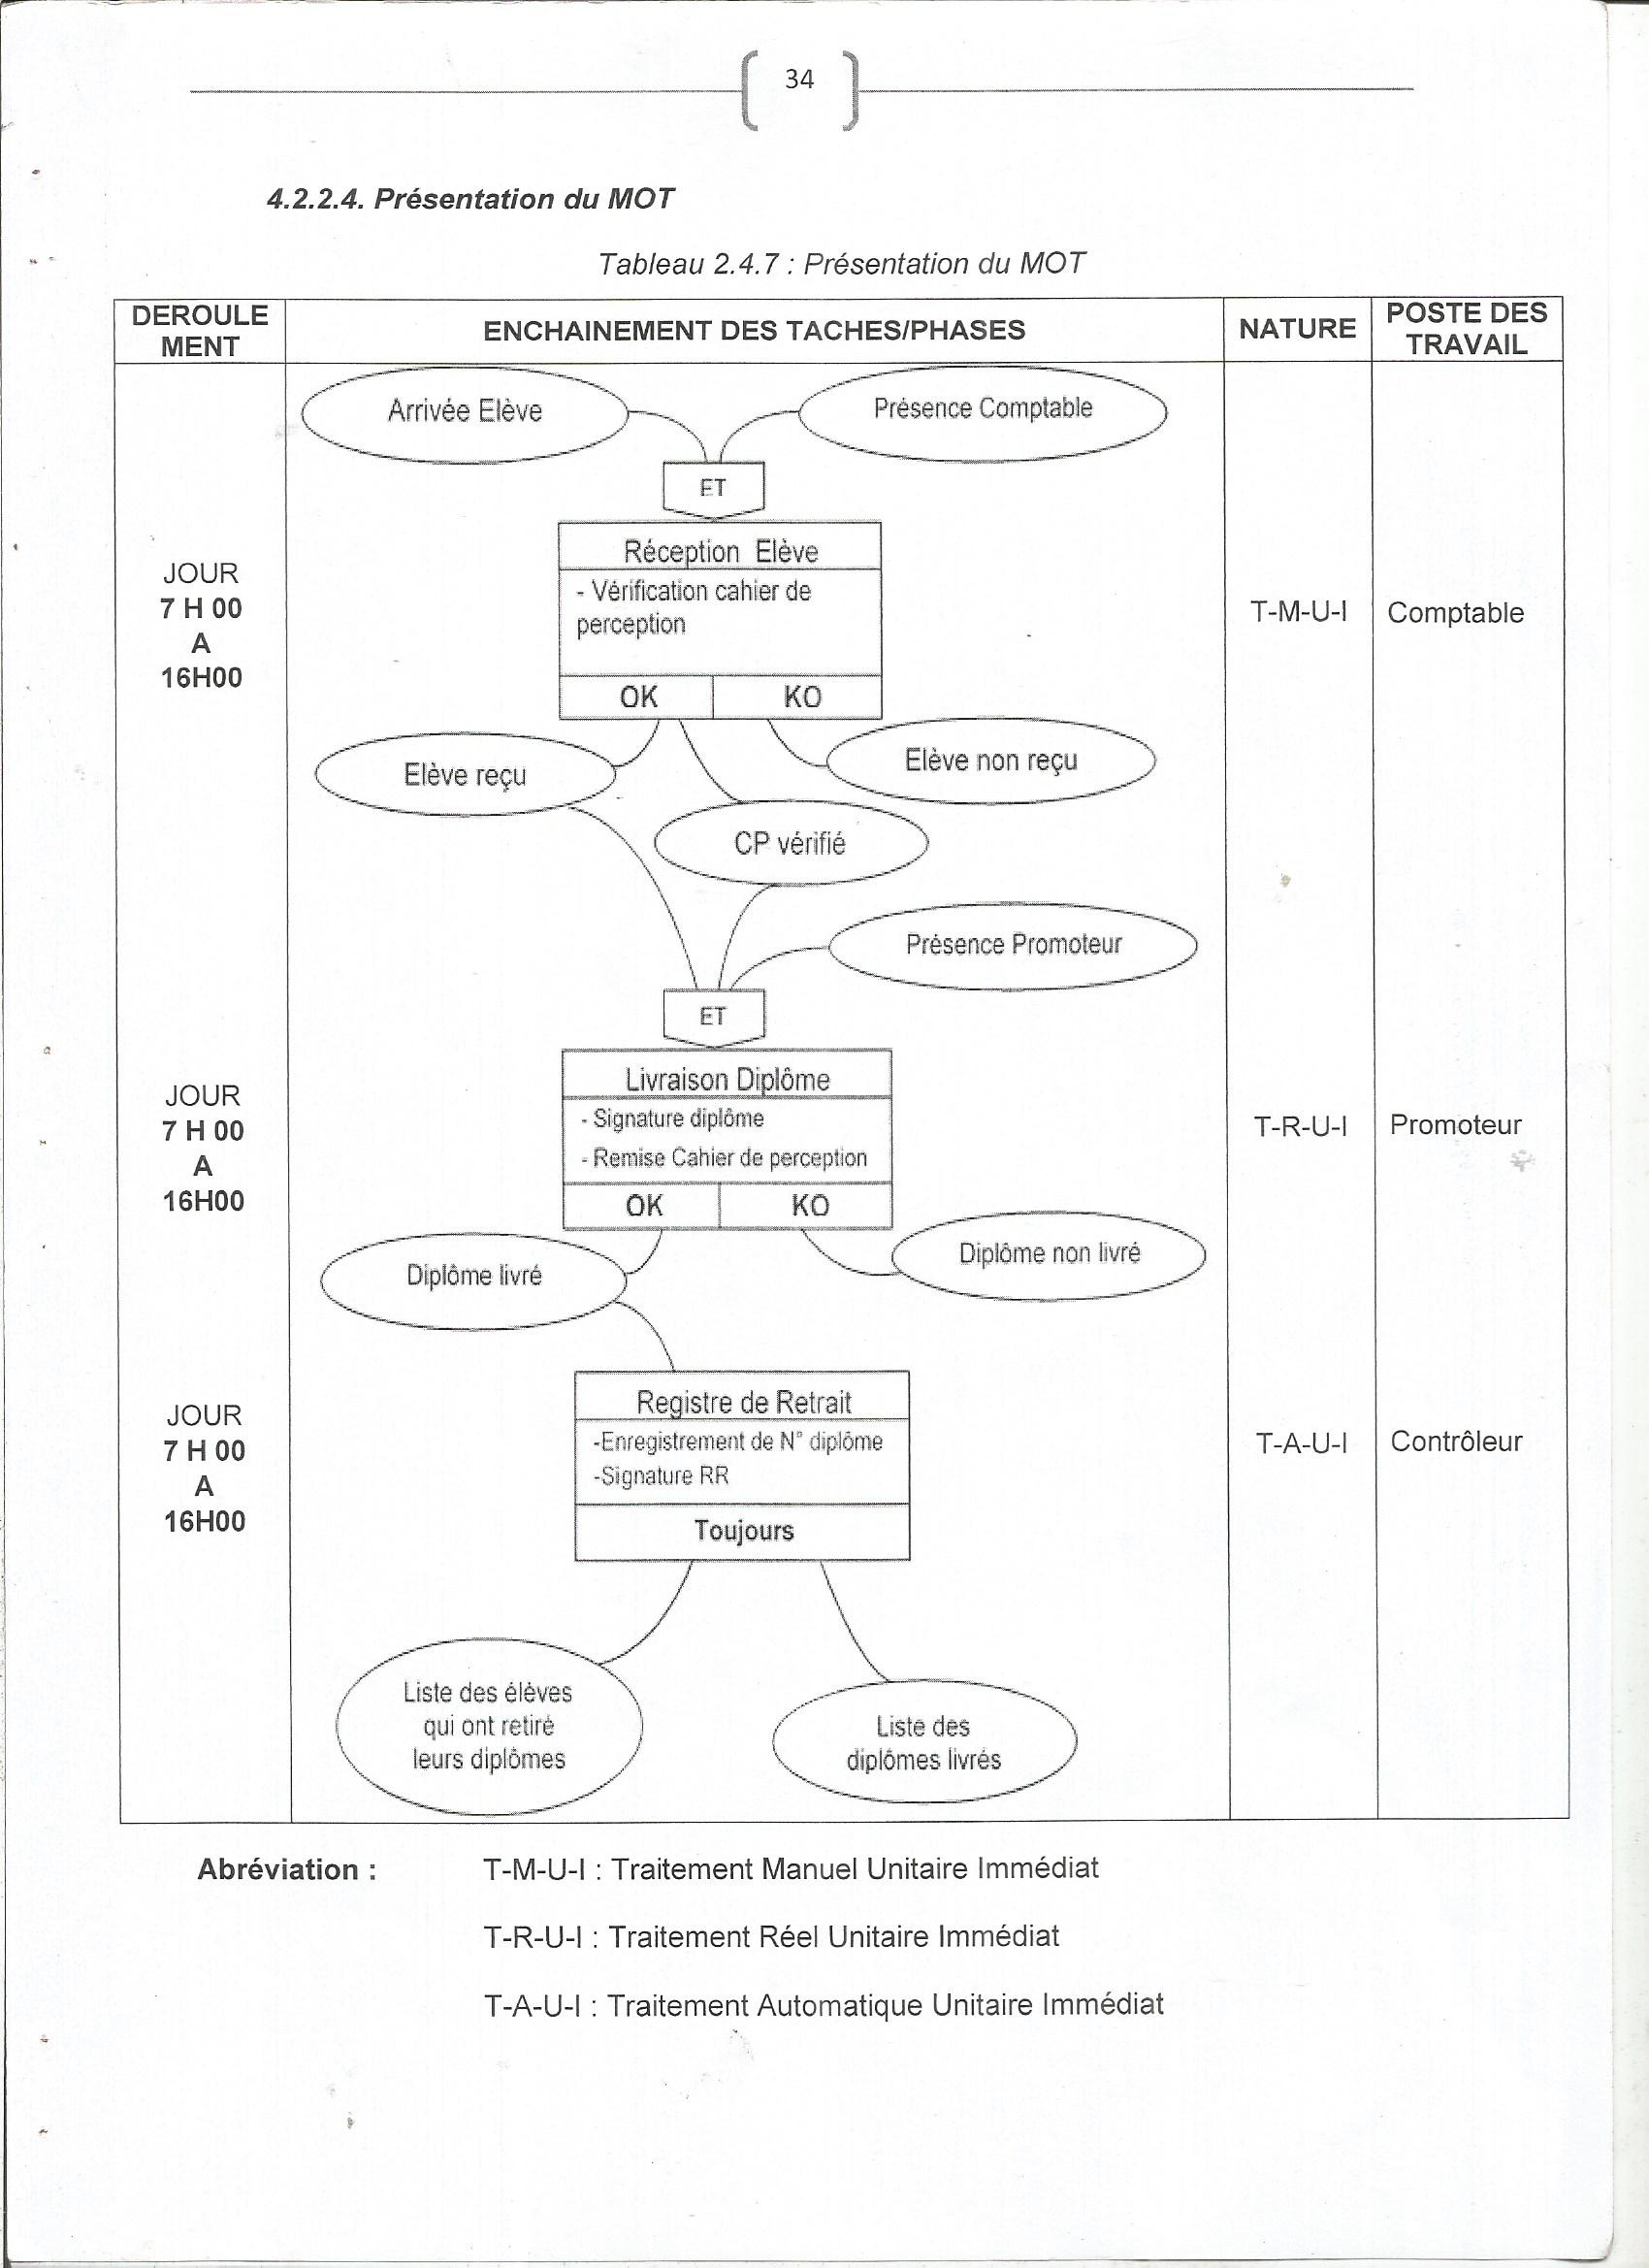 34
4.2.2.4. Présentation du MOT
Tableau 2.4.7 : Présentation du MOT
DEROULE
MENT
ENCHAINEMENT DES TACHES/PHASES
NATURE
POSTE DES
TRAVAIL
Arrivée Elève
Présence Comptable
ET
Réception Elève
- Vérification cahier de
perception
OK
KO
JOUR
7 H 00
A
16H00
T-M-U-I
Comptable
Elève reçu
Elève non reçu
CP vérifié
Présence Promoteur
ET
Livraison Diplôme
- Signature diplôme
- Remise Cahier de perception
OK
KO
JOUR
7 H 00
A
16H00
T-R-U-I
Promoteur
Diplôme livré
Diplôme non livré
Registre de Retrait
-Enregistrement de N° diplôme
-Signature RR
Toujours
JOUR
7 H 00
A
16H00
T-A-U-I
Contrôleur
Liste des élèves
qui ont retiré
leurs diplômes
Liste des
diplômes livrés
Abréviation :
T-M-U-I : Traitement Manuel Unitaire Immédiat
T-R-U-I : Traitement Réel Unitaire Immédiat
T-A-U-I : Traitement Automatique Unitaire Immédiat